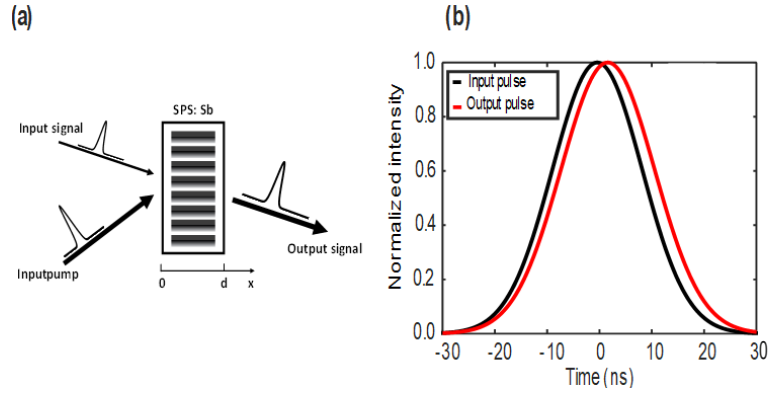 (a)
SPS: Sb
Input signal
Inputpump
Output signal
0 d x
(b)
Normalized intensity
1.0
0.8
0.6
0.4
0.2
0.0
Input pulse
Output pulse
-30 -20 -10 0 10 20 30
Time (ns)